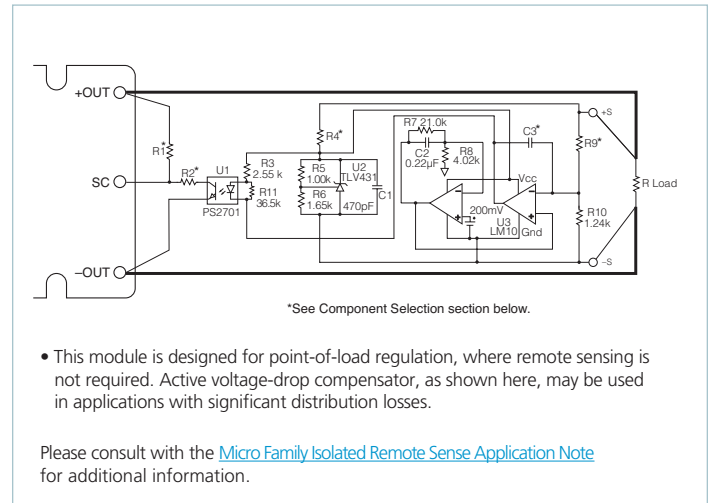 +OUT
SC
–OUT
R1*
R2*
U1
PS2701
R3
2.55 k
R11
36.5k
R4*
R5
1.00k
R6
1.65k
U2
TLV431
470pF
C1
R7 21.0k
C2
0.22µF
R8
4.02k
C3*
Vcc
200mV
U3
LM10 Gnd
+S
R9*
R10
1.24k
–S
R Load
*See Component Selection section below.
• This module is designed for point-of-load regulation, where remote sensing is
not required. Active voltage-drop compensator, as shown here, may be used
in applications with significant distribution losses.
Please consult with the Micro Family Isolated Remote Sense Application Note
for additional information.